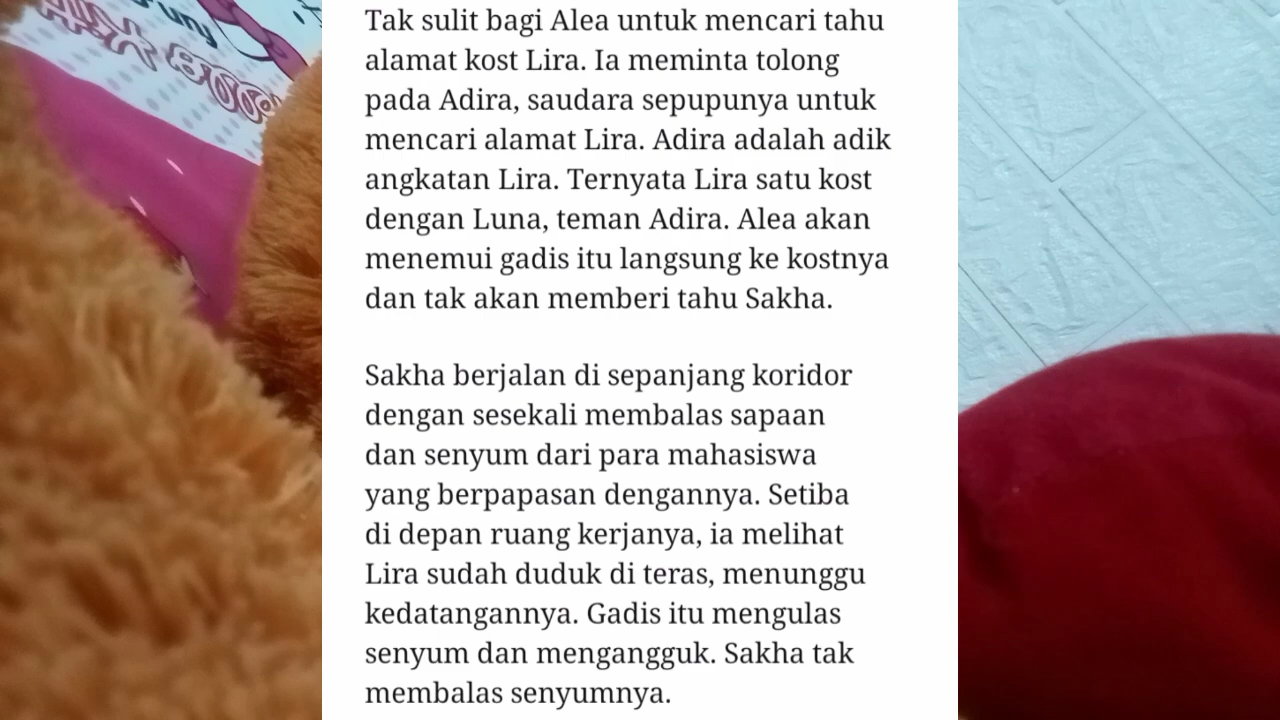 Tak sulit bagi Alea untuk mencari tahu
alamat kost Lira. Ia meminta tolong
pada Adira, saudara sepupunya untuk
mencari alamat Lira. Adira adalah adik
angkatan Lira. Ternyata Lira satu kost
dengan Luna, teman Adira. Alea akan
menemui gadis itu langsung ke kostnya
dan tak akan memberi tahu Sakha.
Sakha berjalan di sepanjang koridor
dengan sesekali membalas sapaan
dan senyum dari para mahasiswa
yang berpapasan dengannya. Setiba
di depan ruang kerjanya, ia melihat
Lira sudah duduk di teras, menunggu
kedatangannya. Gadis itu mengulas
senyum dan mengangguk. Sakha tak
membalas senyumnya.